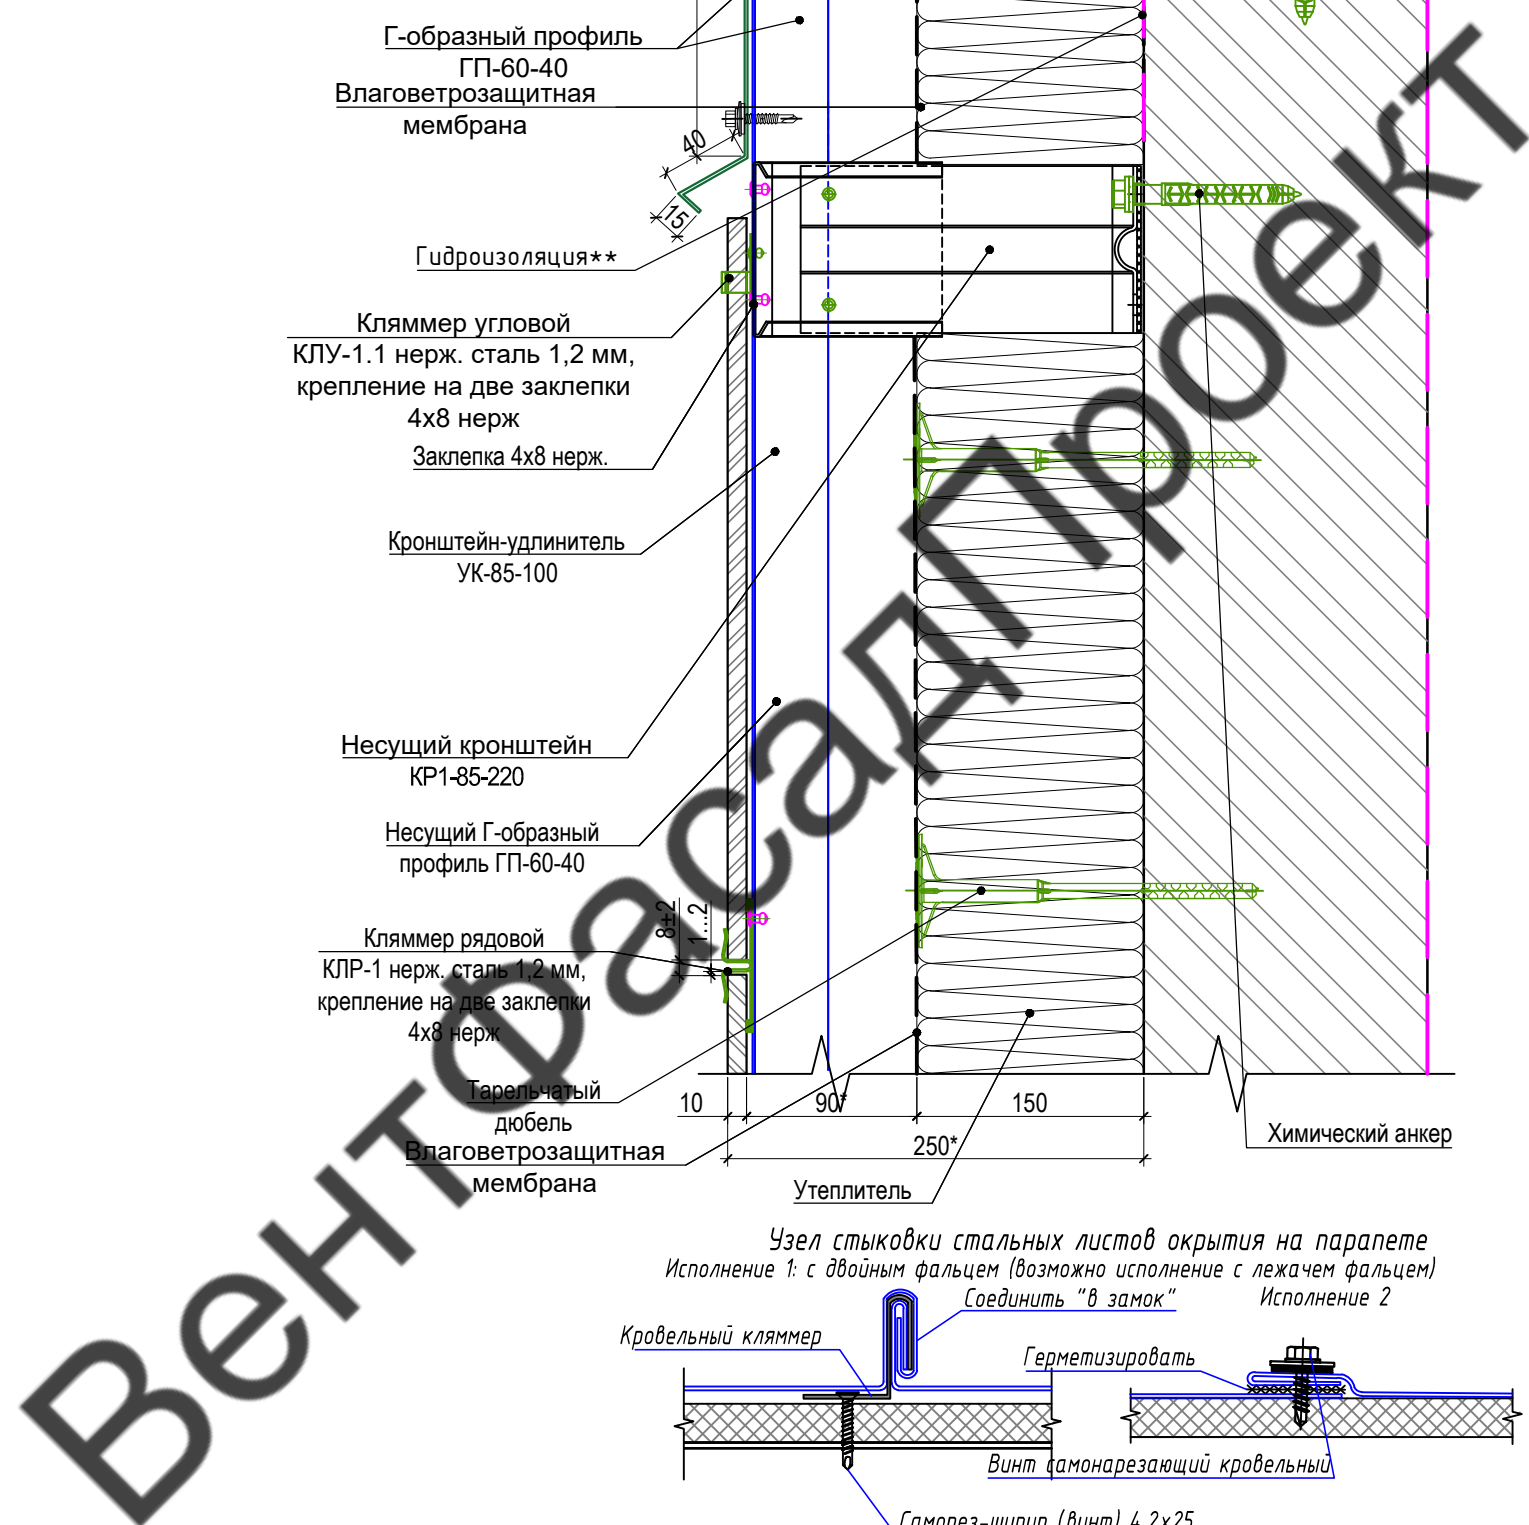 Г-образный профиль
ГП-60-40
Влаговетрозащитная
мембрана
40
15
Гидроизоляция**
Кляммер угловой
КЛУ-1.1 нерж. сталь 1,2 мм,
крепление на две заклепки
4х8 нерж
Заклепка 4х8 нерж.
Кронштейн-удлинитель
УК-85-100
Несущий кронштейн
КР1-85-220
Несущий Г-образный
профиль ГП-60-40
8±2
1...2
Кляммер рядовой
КЛР-1 нерж. сталь 1,2 мм,
крепление на две заклепки
4х8 нерж
Тарельчатый
дюбель
10
90*
150
250*
Влаговетрозащитная
мембрана
Утеплитель
Химический анкер
ВентФасадПроект
Узел стыковки стальных листов окрытия на парапете
Исполнение 1: с двойным фальцем (возможно исполнение с лежачем фальцем)
Соединить "в замок"
Исполнение 2
Кровельный кляммер
Герметизировать
Винт самонарезающий кровельный
Саморез-шуруп (винт) 4,2х25